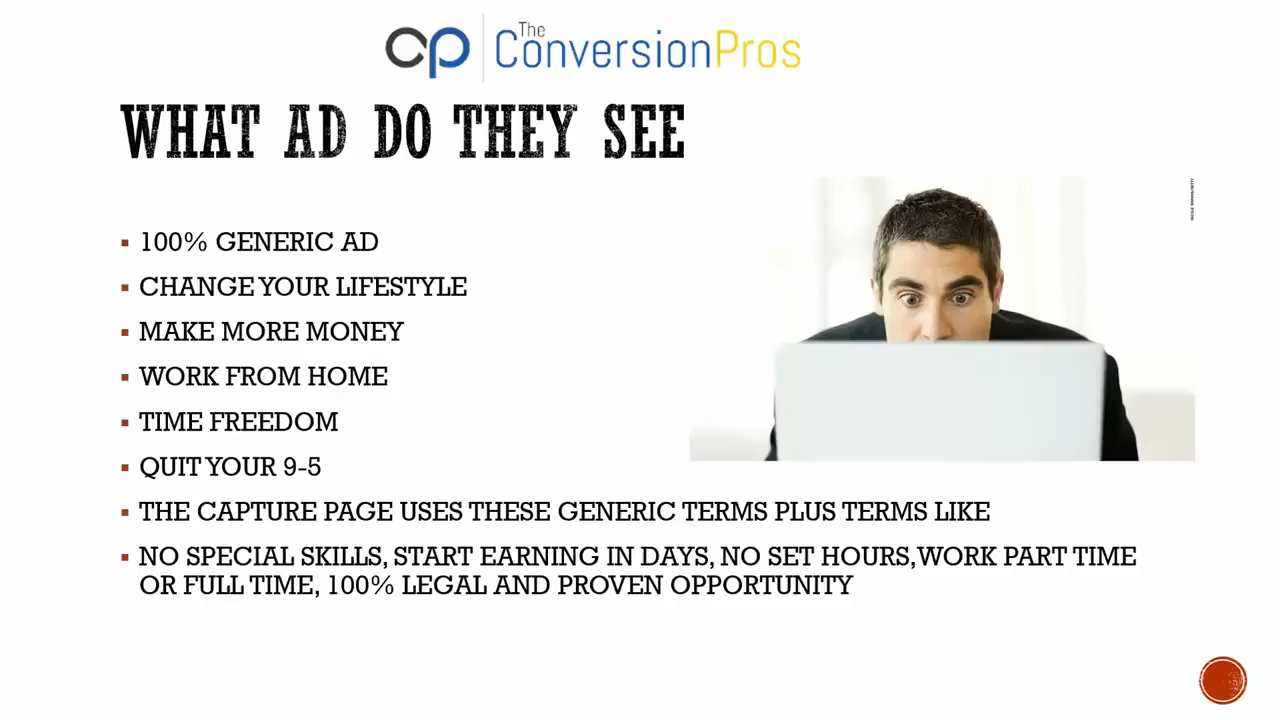 cp The
ConversionPros
WHAT AD DO THEY SEE
100% GENERIC AD
CHANGE YOUR LIFESTYLE
MAKE MORE MONEY
WORK FROM HOME
TIME FREEDOM
QUIT YOUR 9-5
THE CAPTURE PAGE USES THESE GENERIC TERMS PLUS TERMS LIKE
NO SPECIAL SKILLS, START EARNING IN DAYS, NO SET HOURS,WORK PART TIME
OR FULL TIME, 100% LEGAL AND PROVEN OPPORTUNITY